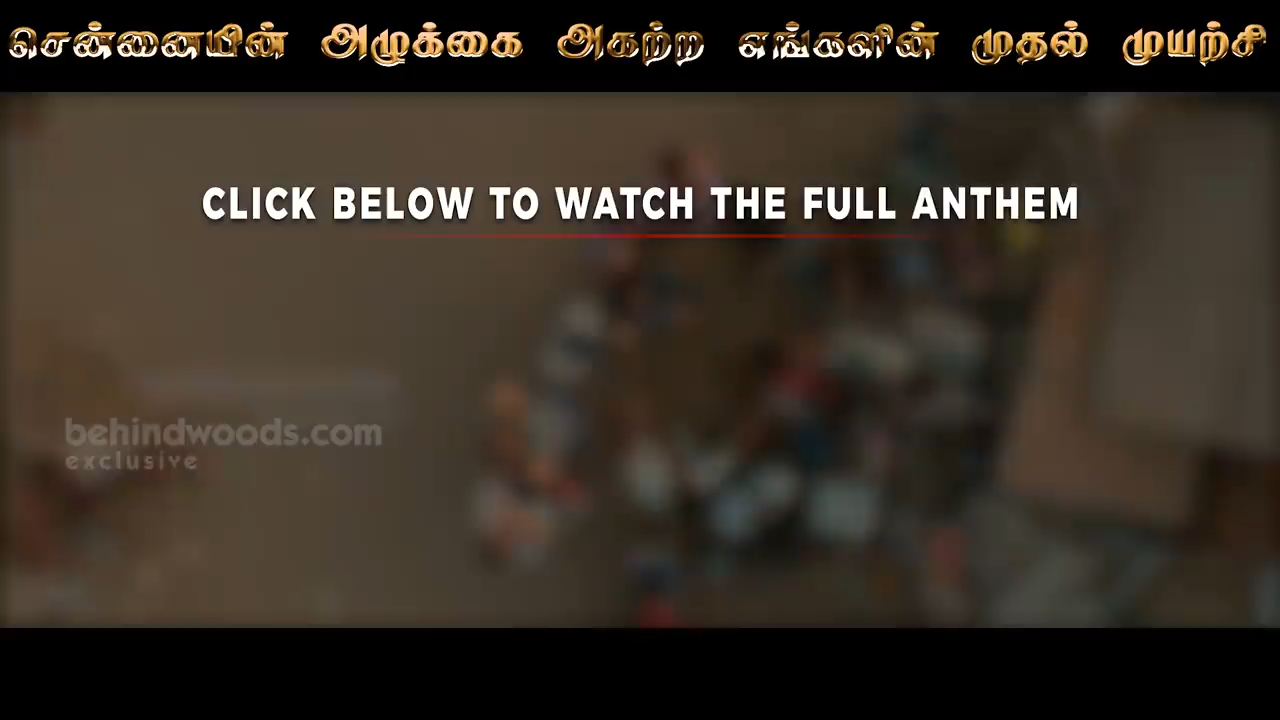 சென்னையின் அழுக்கை அகற்ற எங்களின் முதல் முயற்சி
CLICK BELOW TO WATCH THE FULL ANTHEM
behindwoods.com
exclusive